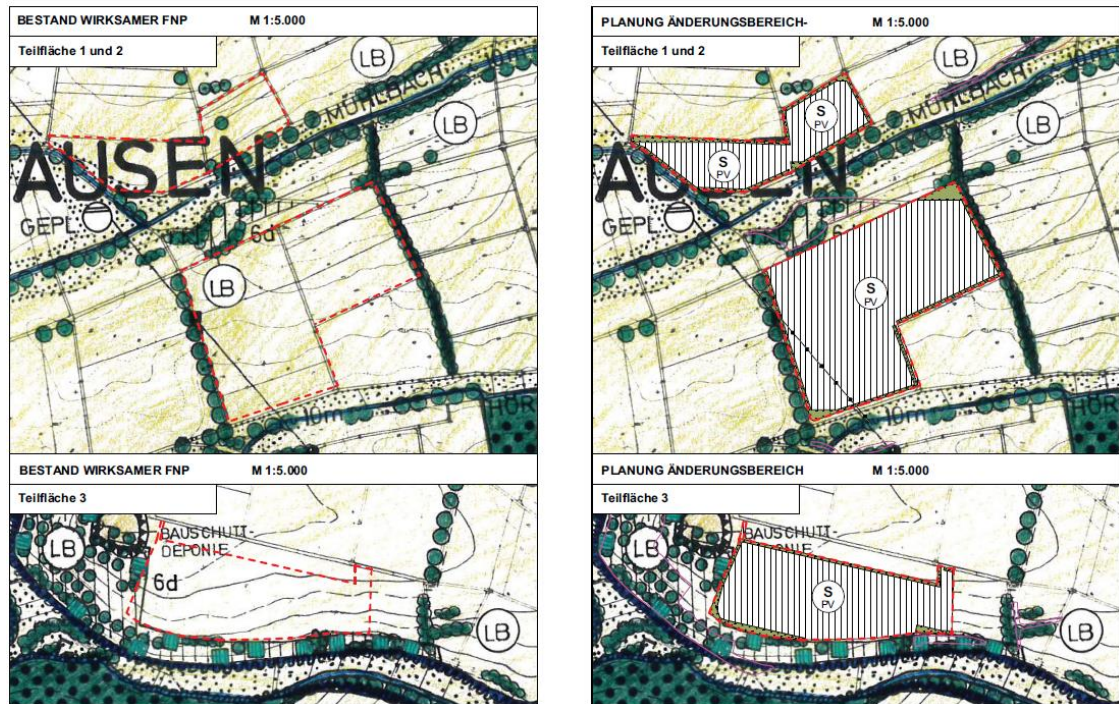 BESTAND WIRKSAMER FNP M 1:5.000
Teilfläche 1 und 2
LB
MÜHLBACH
LB
AUSEN
GEPL.
6d
LB
10m
HÖR
PLANUNG ÄNDERUNGSBEREICH- M 1:5.000
Teilfläche 1 und 2
LB
S
PV
MÜHLBACH
LB
S
PV
AUSEN
GEPL.
S
PV
10m
HÖR
BESTAND WIRKSAMER FNP M 1:5.000
Teilfläche 3
BAUSCHUTT-
DEPONIE
LB
6d
LB
PLANUNG ÄNDERUNGSBEREICH M 1:5.000
Teilfläche 3
BAUSCHUTT-
DEPONIE
LB
S
PV
LB